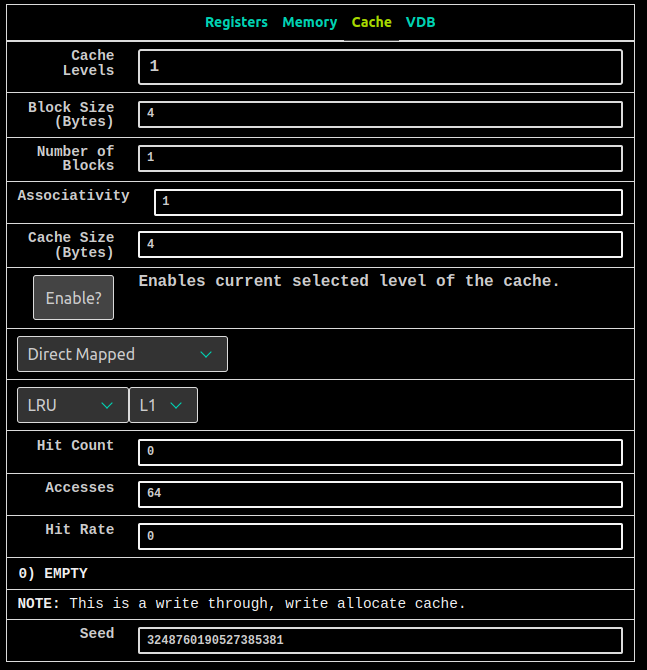 Registers Memory Cache VDB
Cache
Levels
1
Block Size
(Bytes)
4
Number of
Blocks
1
Associativity
1
Cache Size
(Bytes)
4
Enable?
Enables current selected level of the cache.
Direct Mapped
LRU L1
Hit Count
0
Accesses
64
Hit Rate
0
0) EMPTY
NOTE: This is a write through, write allocate cache.
Seed
3248760190527385381